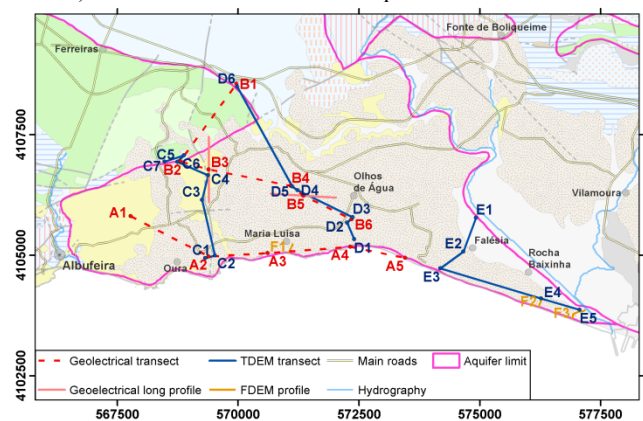 Fonte de Boliqueime
Ferreiras
D6
B1
4107500
C5
C7
C6
B2
B3
C4
B4
D5
D4
B5
Olhos
de Água
Vilamoura
C3
A1
D3
D2
B6
E1
Maria Luisa
F1
Falésia
E2
4105000
Albufeira
Oura
C1
A2
C2
A3
A4
D1
A5
E3
Rocha
Baixinha
E4
F2
F3
E5
Geolectrical transect
TDEM transect
Main roads
Aquifer limit
Geoelectrical long profile
FDEM profile
Hydrography
4102500
567500
570000
572500
575000
577500